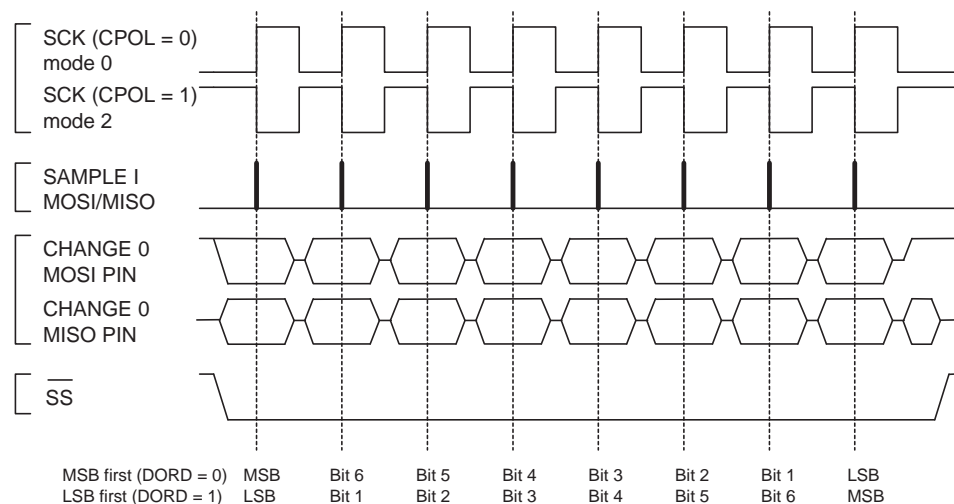 SCK (CPOL = 0)
mode 0
SCK (CPOL = 1)
mode 2
SAMPLE I
MOSI/MISO
CHANGE 0
MOSI PIN
CHANGE 0
MISO PIN
SS
MSB first (DORD = 0) MSB Bit 6 Bit 5 Bit 4 Bit 3 Bit 2 Bit 1 LSB
LSB first (DORD = 1) LSB Bit 1 Bit 2 Bit 3 Bit 4 Bit 5 Bit 6 MSB